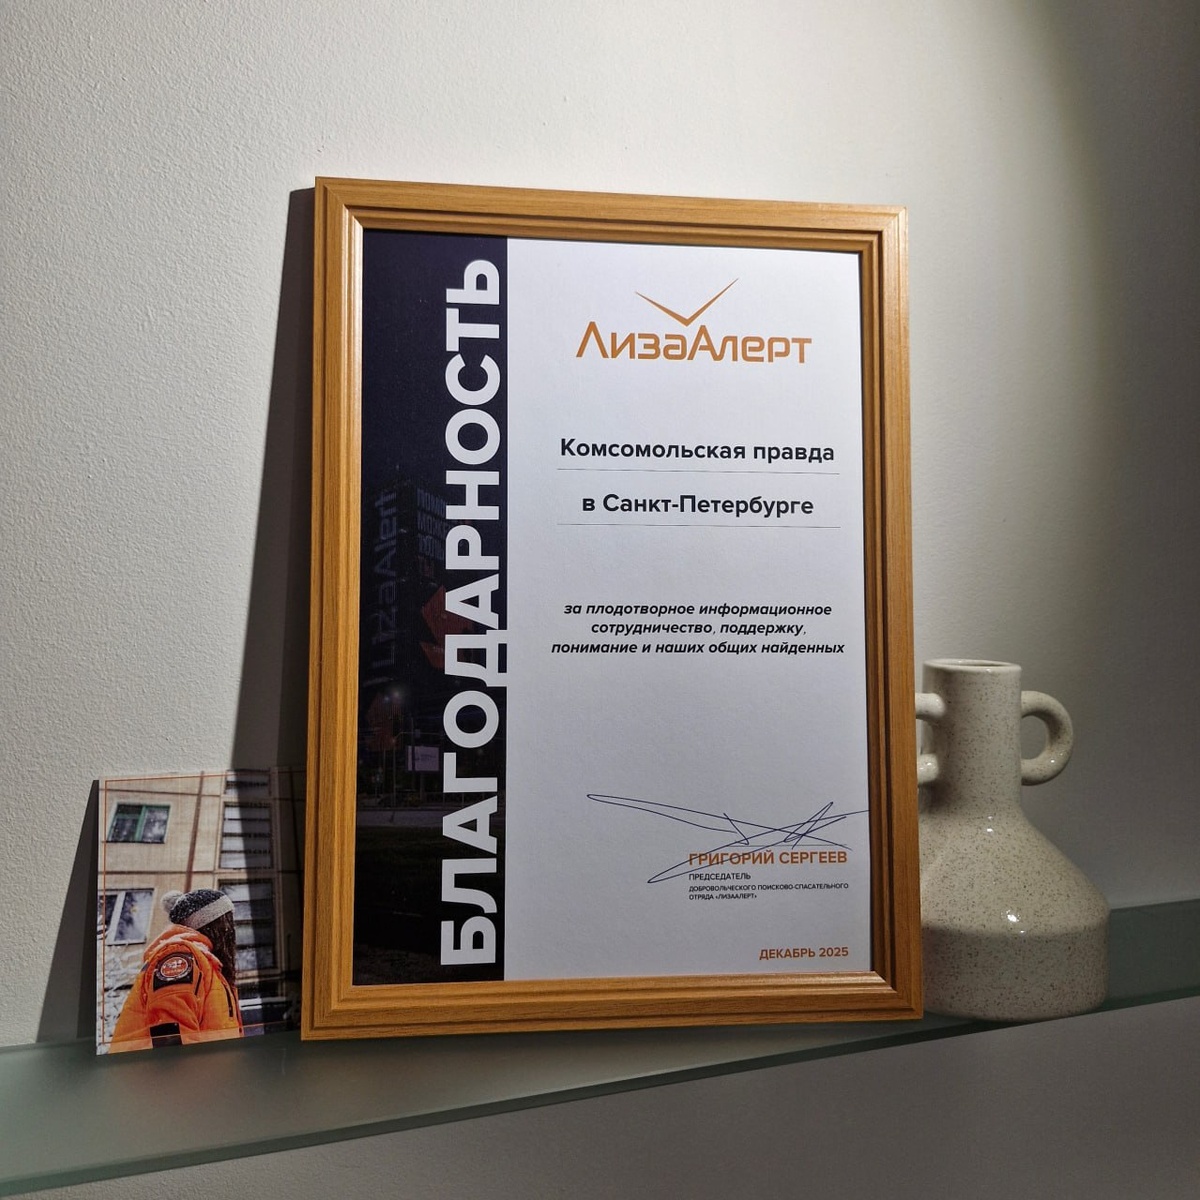 БЛАГОДАРНОСТЬ
ЛизаАлерт
Комсомольская правда
в Санкт-Петербурге
за плодотворное информационное
сотрудничество, поддержку,
понимание и наших общих найденных
ГРИГОРИЙ СЕРГЕЕВ
ПРЕДСЕДАТЕЛЬ
ДОБРОВОЛЬЧЕСКОГО ПОИСКОВО-СПАСАТЕЛЬНОГО
ОТРЯДА «ЛИЗААЛЕРТ»
ДЕКАБРЬ 2025
LizaAlert